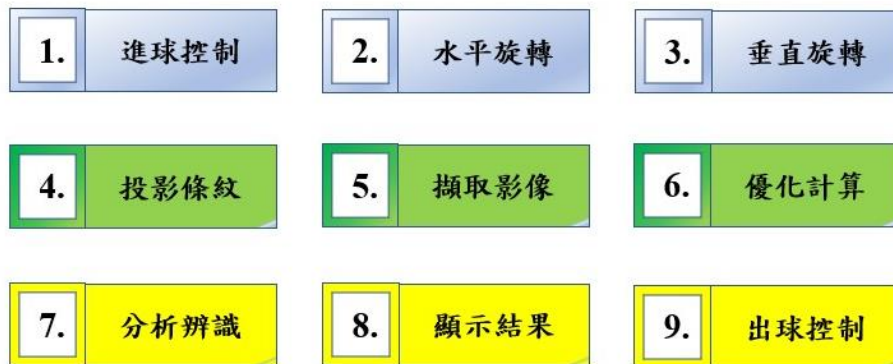 1. 進球控制
2. 水平旋轉
3. 垂直旋轉
4. 投影條紋
5. 擷取影像
6. 優化計算
7. 分析辨識
8. 顯示結果
9. 出球控制